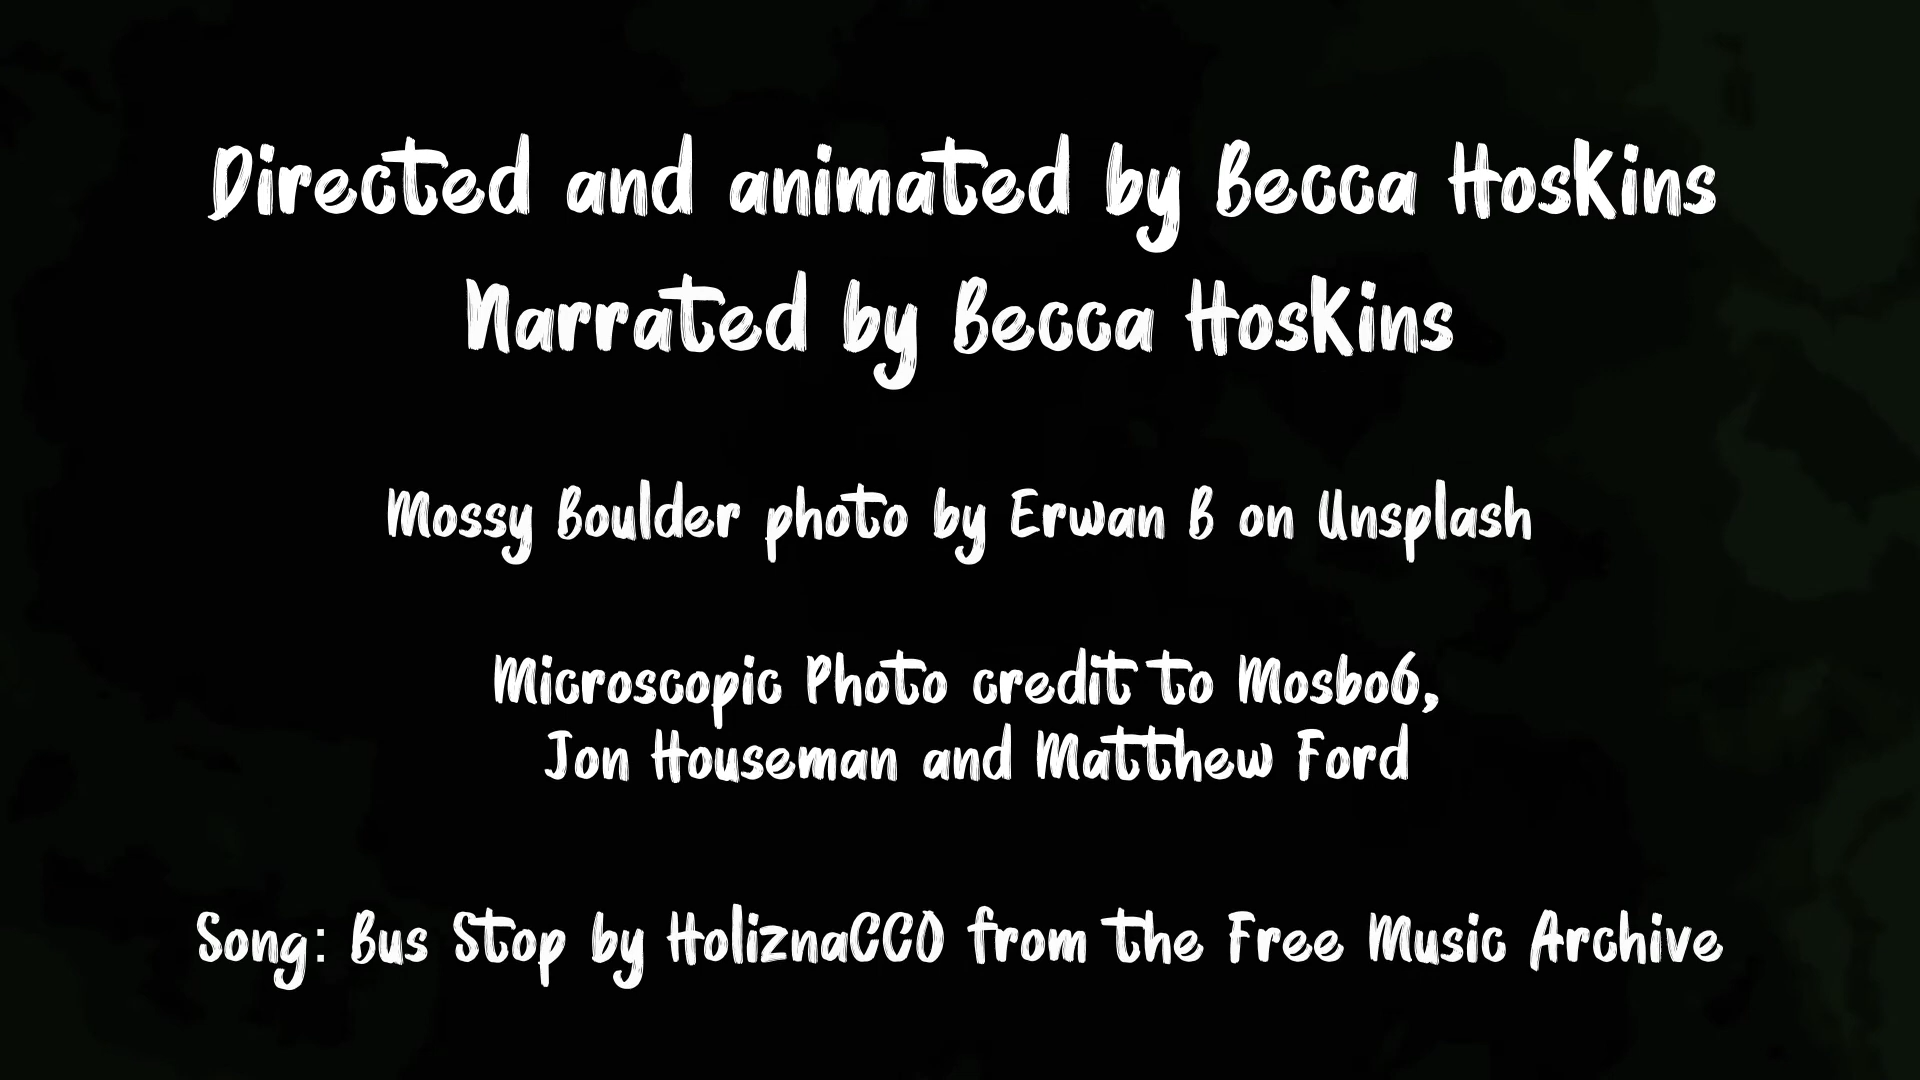 Directed and animated by Becca Hoskins
Narrated by Becca Hoskins
Mossy Boulder photo by Erwan B on Unsplash
Microscopic Photo credit to Mosbo6,
Jon Houseman and Matthew Ford
Song: Bus Stop by HoliznaCC0 from the Free Music Archive